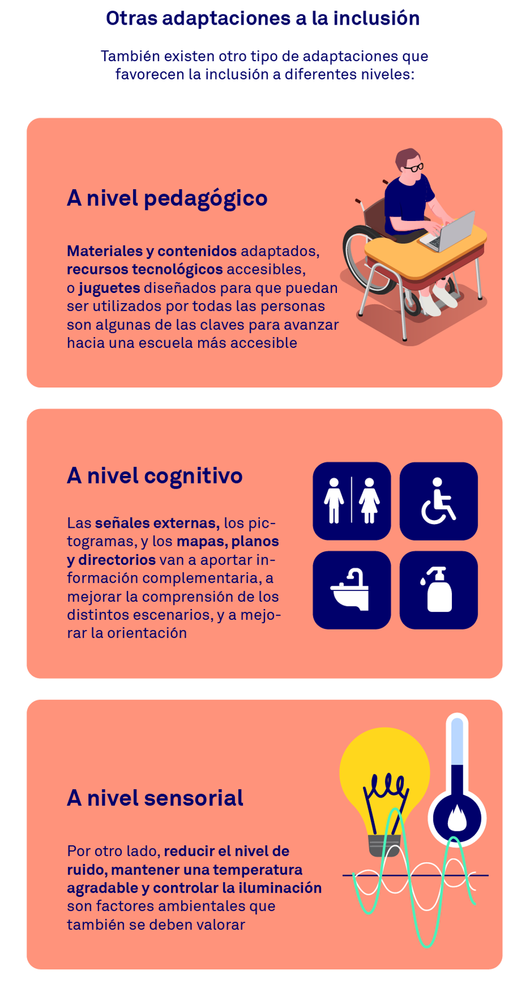 Otras adaptaciones a la inclusión
También existen otro tipo de adaptaciones que
favorecen la inclusión a diferentes niveles:
A nivel pedagógico
Materiales y contenidos adaptados,
recursos tecnológicos accesibles,
o juguetes diseñados para que puedan
ser utilizados por todas las personas
son algunas de las claves para avanzar
hacia una escuela más accesible
A nivel cognitivo
Las señales externas, los pic-
togramas, y los mapas, planos
y directorios van a aportar in-
formación complementaria, a
mejorar la comprensión de los
distintos escenarios, y a mejo-
rar la orientación
A nivel sensorial
Por otro lado, reducir el nivel de
ruido, mantener una temperatura
agradable y controlar la iluminación
son factores ambientales que
también se deben valorar